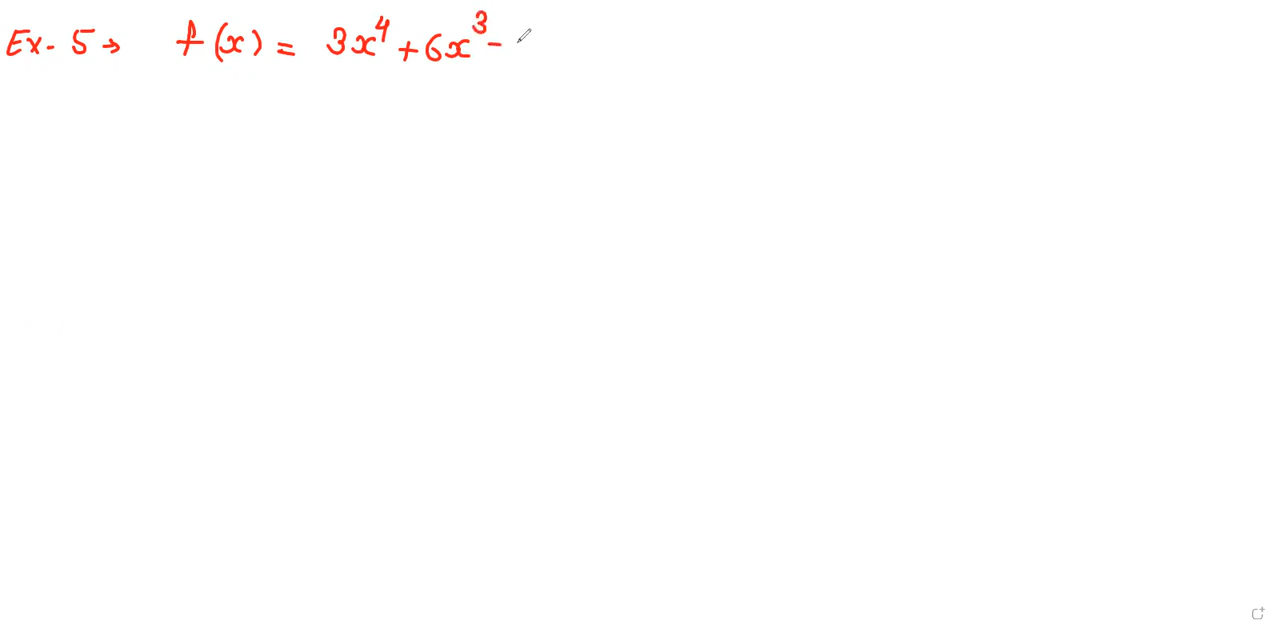 Ex- 5 → f(x) = 3x⁴ + 6x³ -